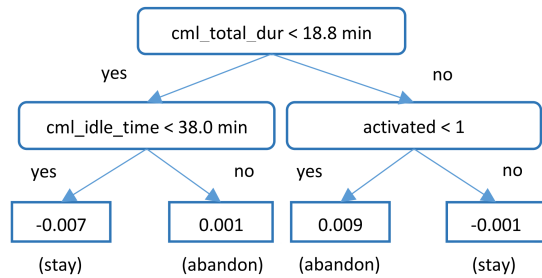 cml_total_dur < 18.8 min
yes
no
cml_idle_time < 38.0 min
activated < 1
yes
no
yes
no
-0.007
0.001
0.009
-0.001
(stay)
(abandon)
(abandon)
(stay)